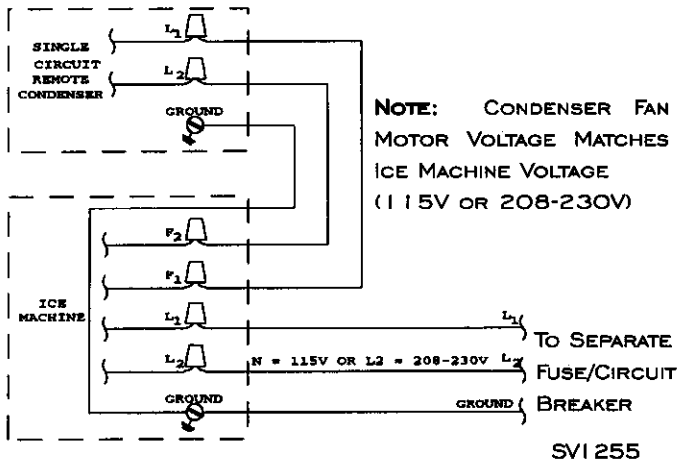 SINGLE
CIRCUIT
REMOTE
CONDENSER
L1
L2
GROUND
NOTE: CONDENSER FAN
MOTOR VOLTAGE MATCHES
ICE MACHINE VOLTAGE
(115V OR 208-230V)
ICE
MACHINE
F2
F1
L1
L1
L2
N = 115V OR L2 = 208-230V
L2
GROUND
GROUND
TO SEPARATE
FUSE/CIRCUIT
BREAKER
SV1255